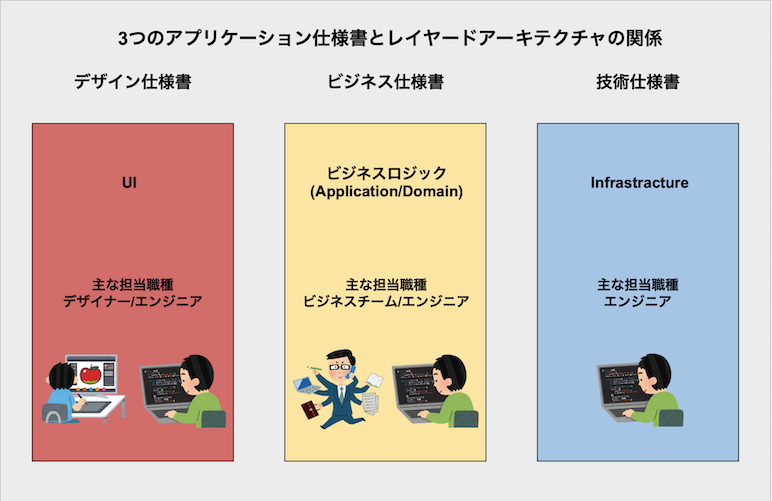 3つのアプリケーション仕様書とレイヤードアーキテクチャの関係
デザイン仕様書
ビジネス仕様書
技術仕様書
UI
ビジネスロジック
(Application/Domain)
Infrastracture
主な担当職種
デザイナー/エンジニア
主な担当職種
ビジネスチーム/エンジニア
主な担当職種
エンジニア